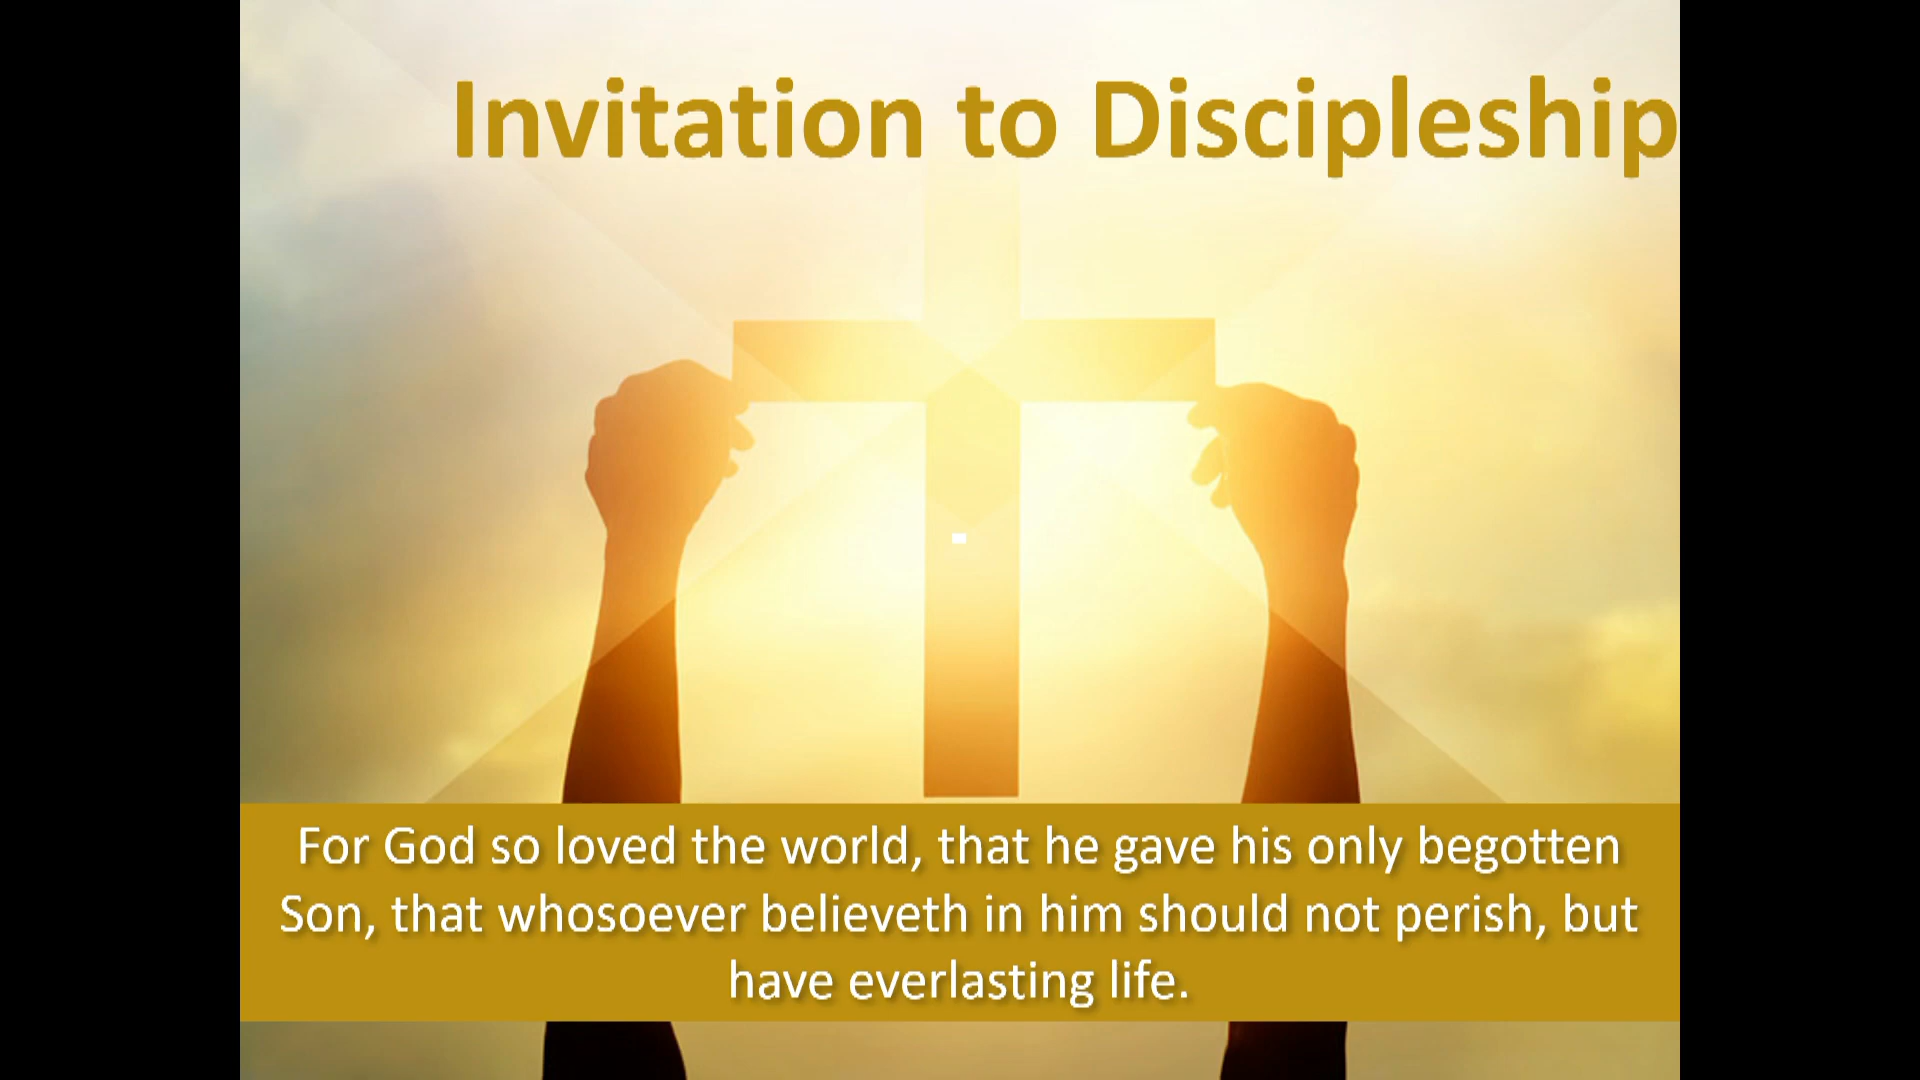 Invitation to Discipleship
For God so loved the world, that he gave his only begotten
Son, that whosoever believeth in him should not perish, but
have everlasting life.